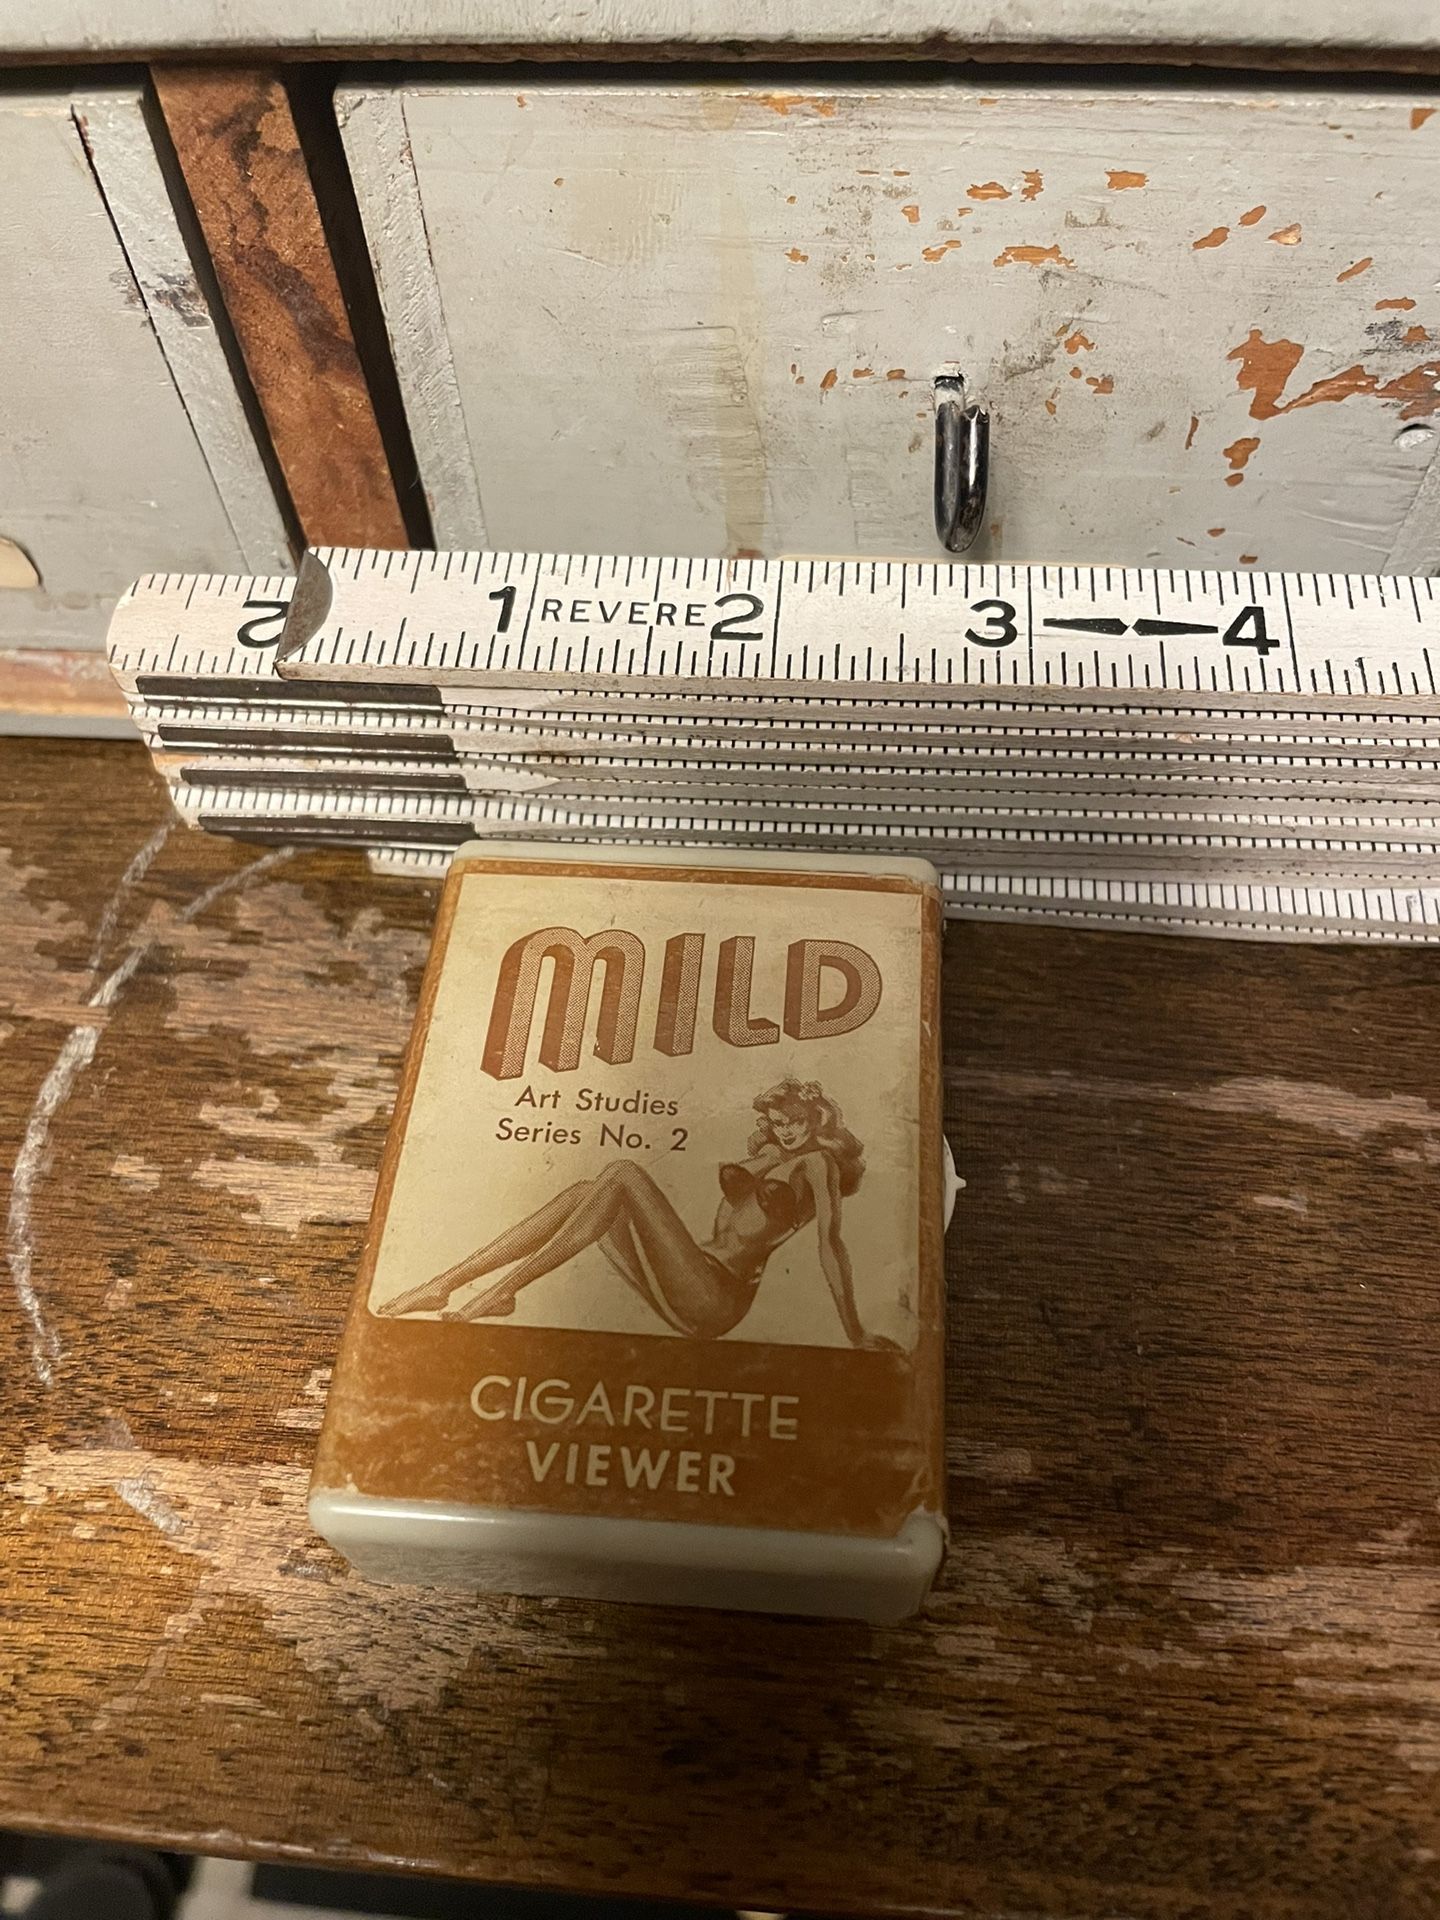 2 1 REVERE 2 3 4
MILD
Art Studies
Series No. 2
CIGARETTE
VIEWER